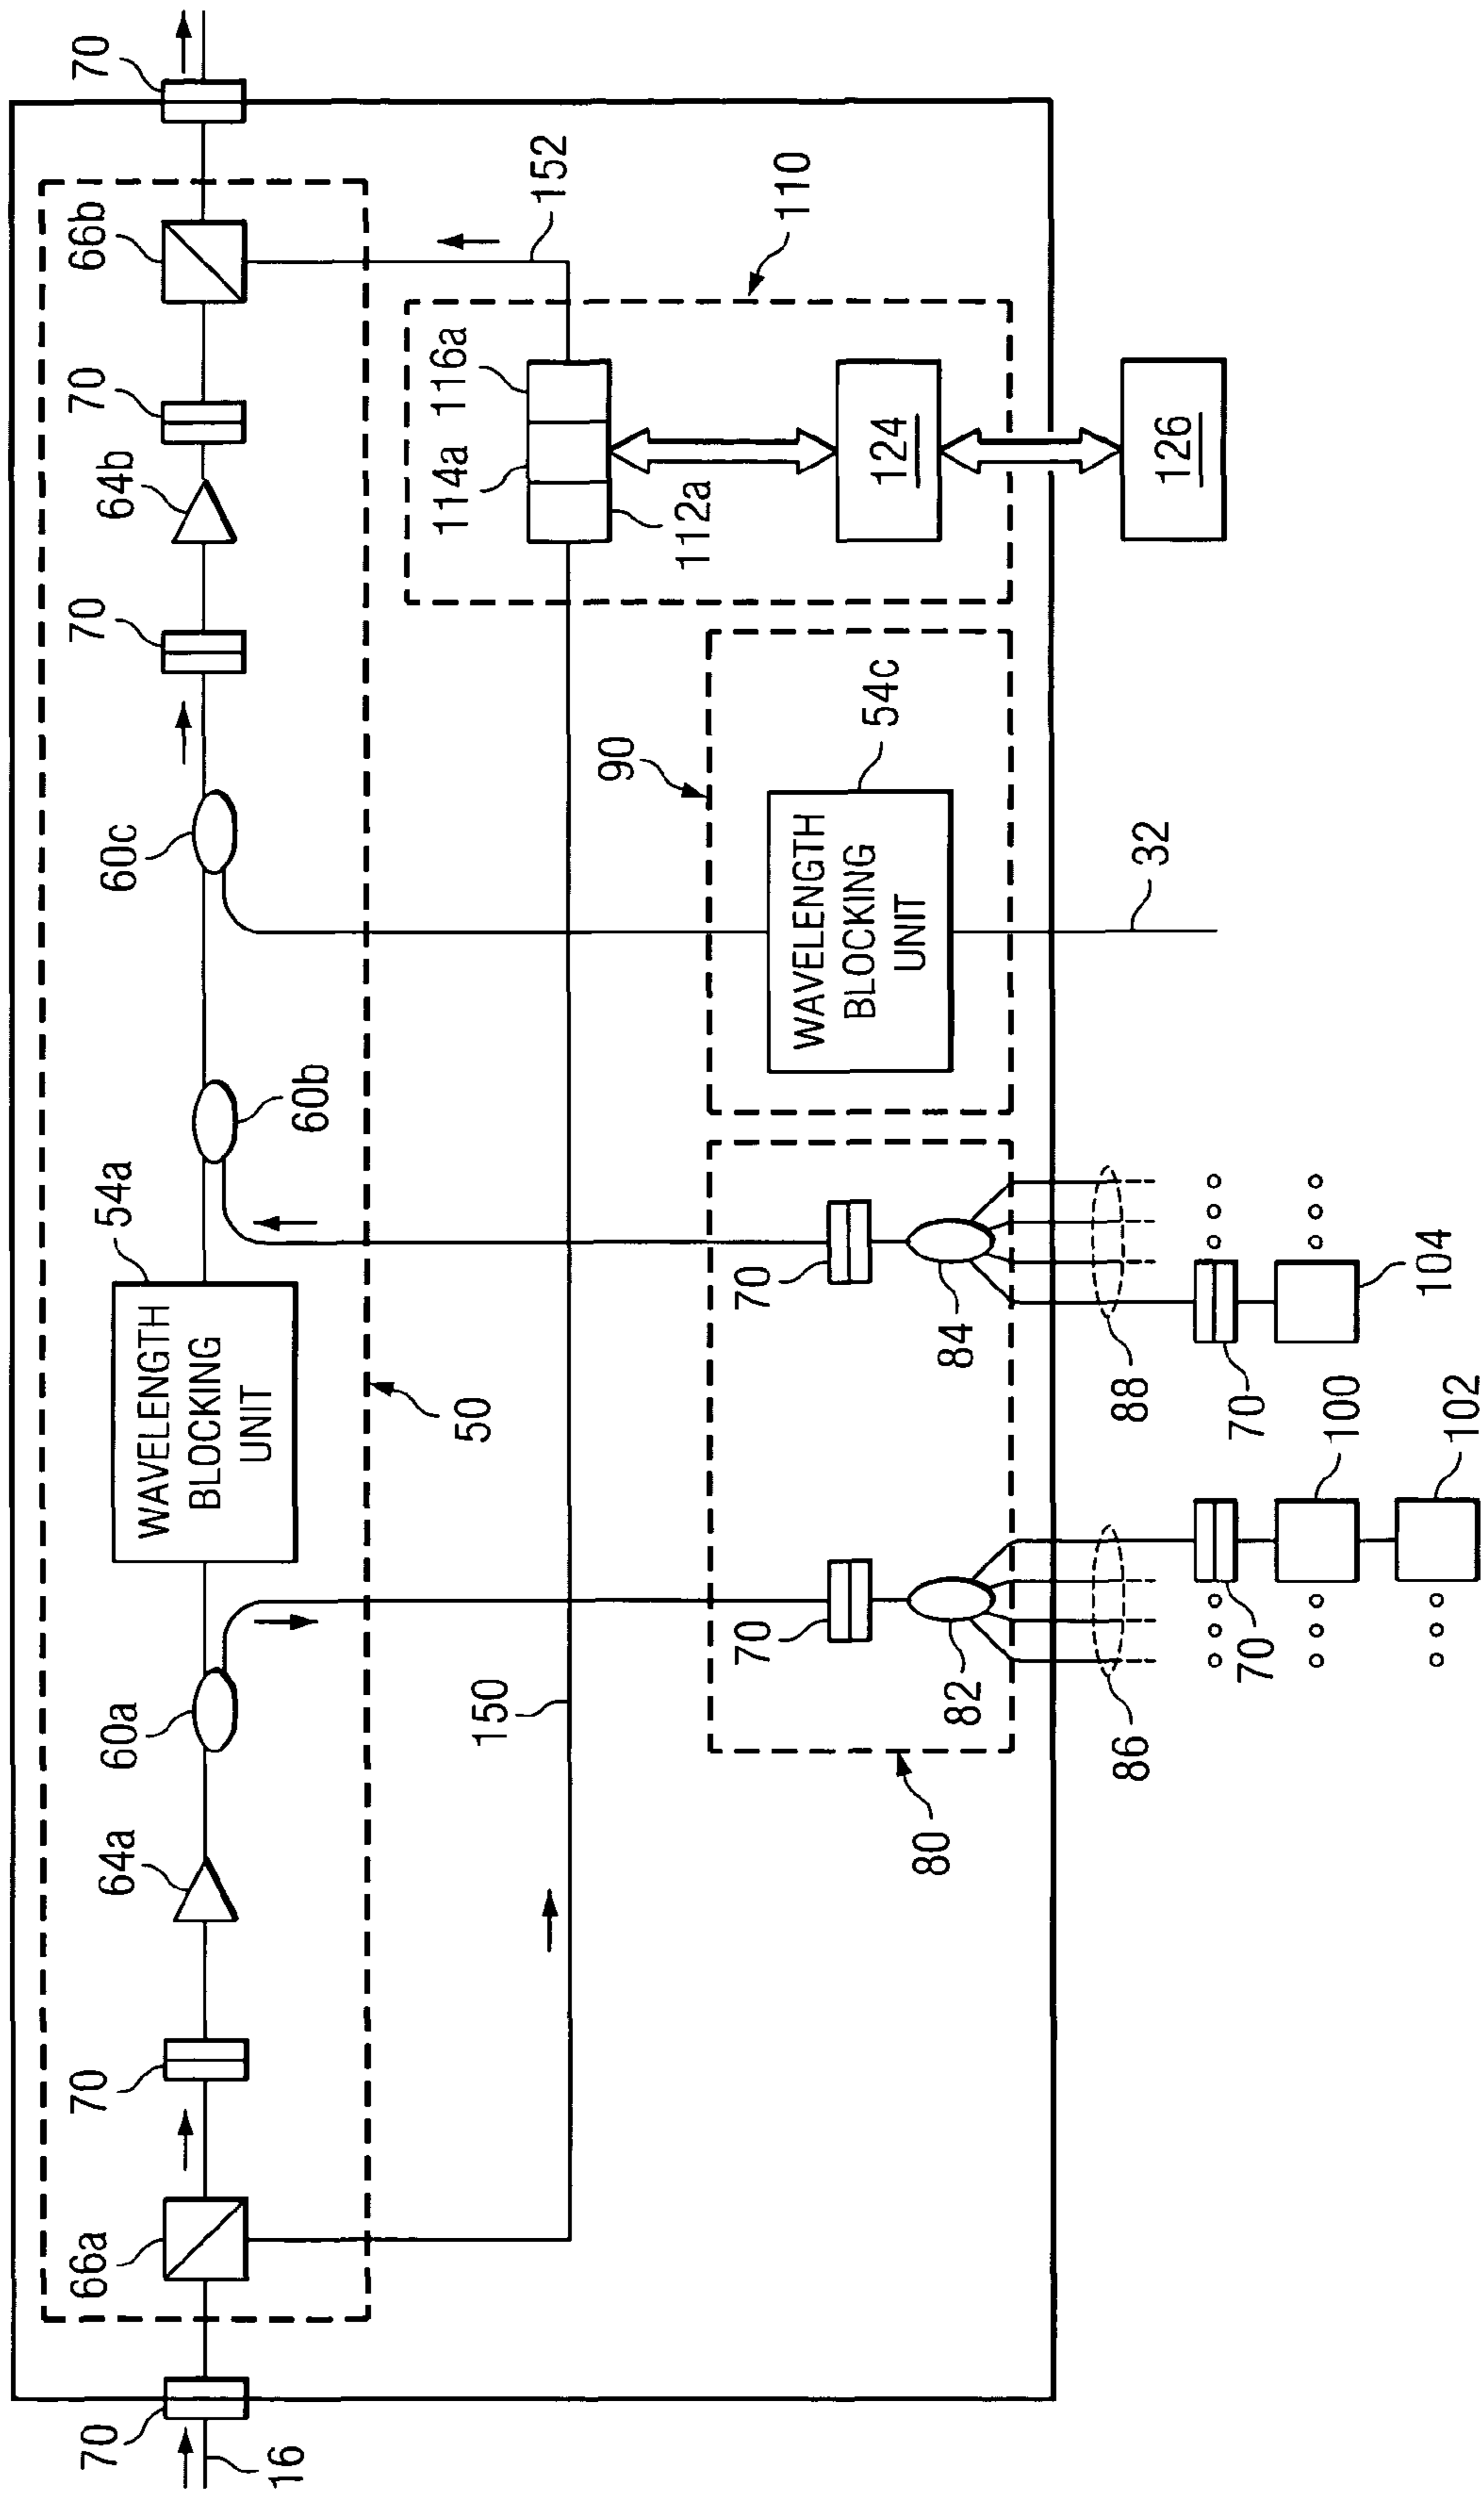 70
66a
70
64a
60a
54a
60c
70
64b
70
66b
70
WAVELENGTH
BLOCKING
UNIT
16
60b
50
150
114a
116a
152
90
112a
110
70
70
WAVELENGTH
BLOCKING
UNIT
54c
124
80
82
84
86
88
32
126
70
70
100
104
102